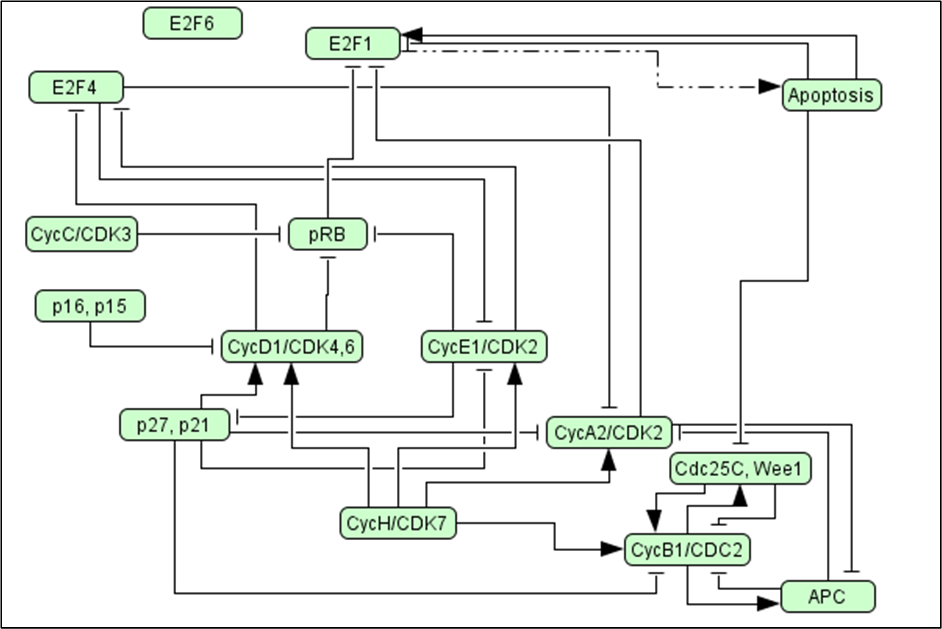 E2F6
E2F1
E2F4
Apoptosis
CycC/CDK3
pRB
p16, p15
CycD1/CDK4,6
CycE1/CDK2
p27, p21
CycA2/CDK2
Cdc25C, Wee1
CycH/CDK7
CycB1/CDC2
APC